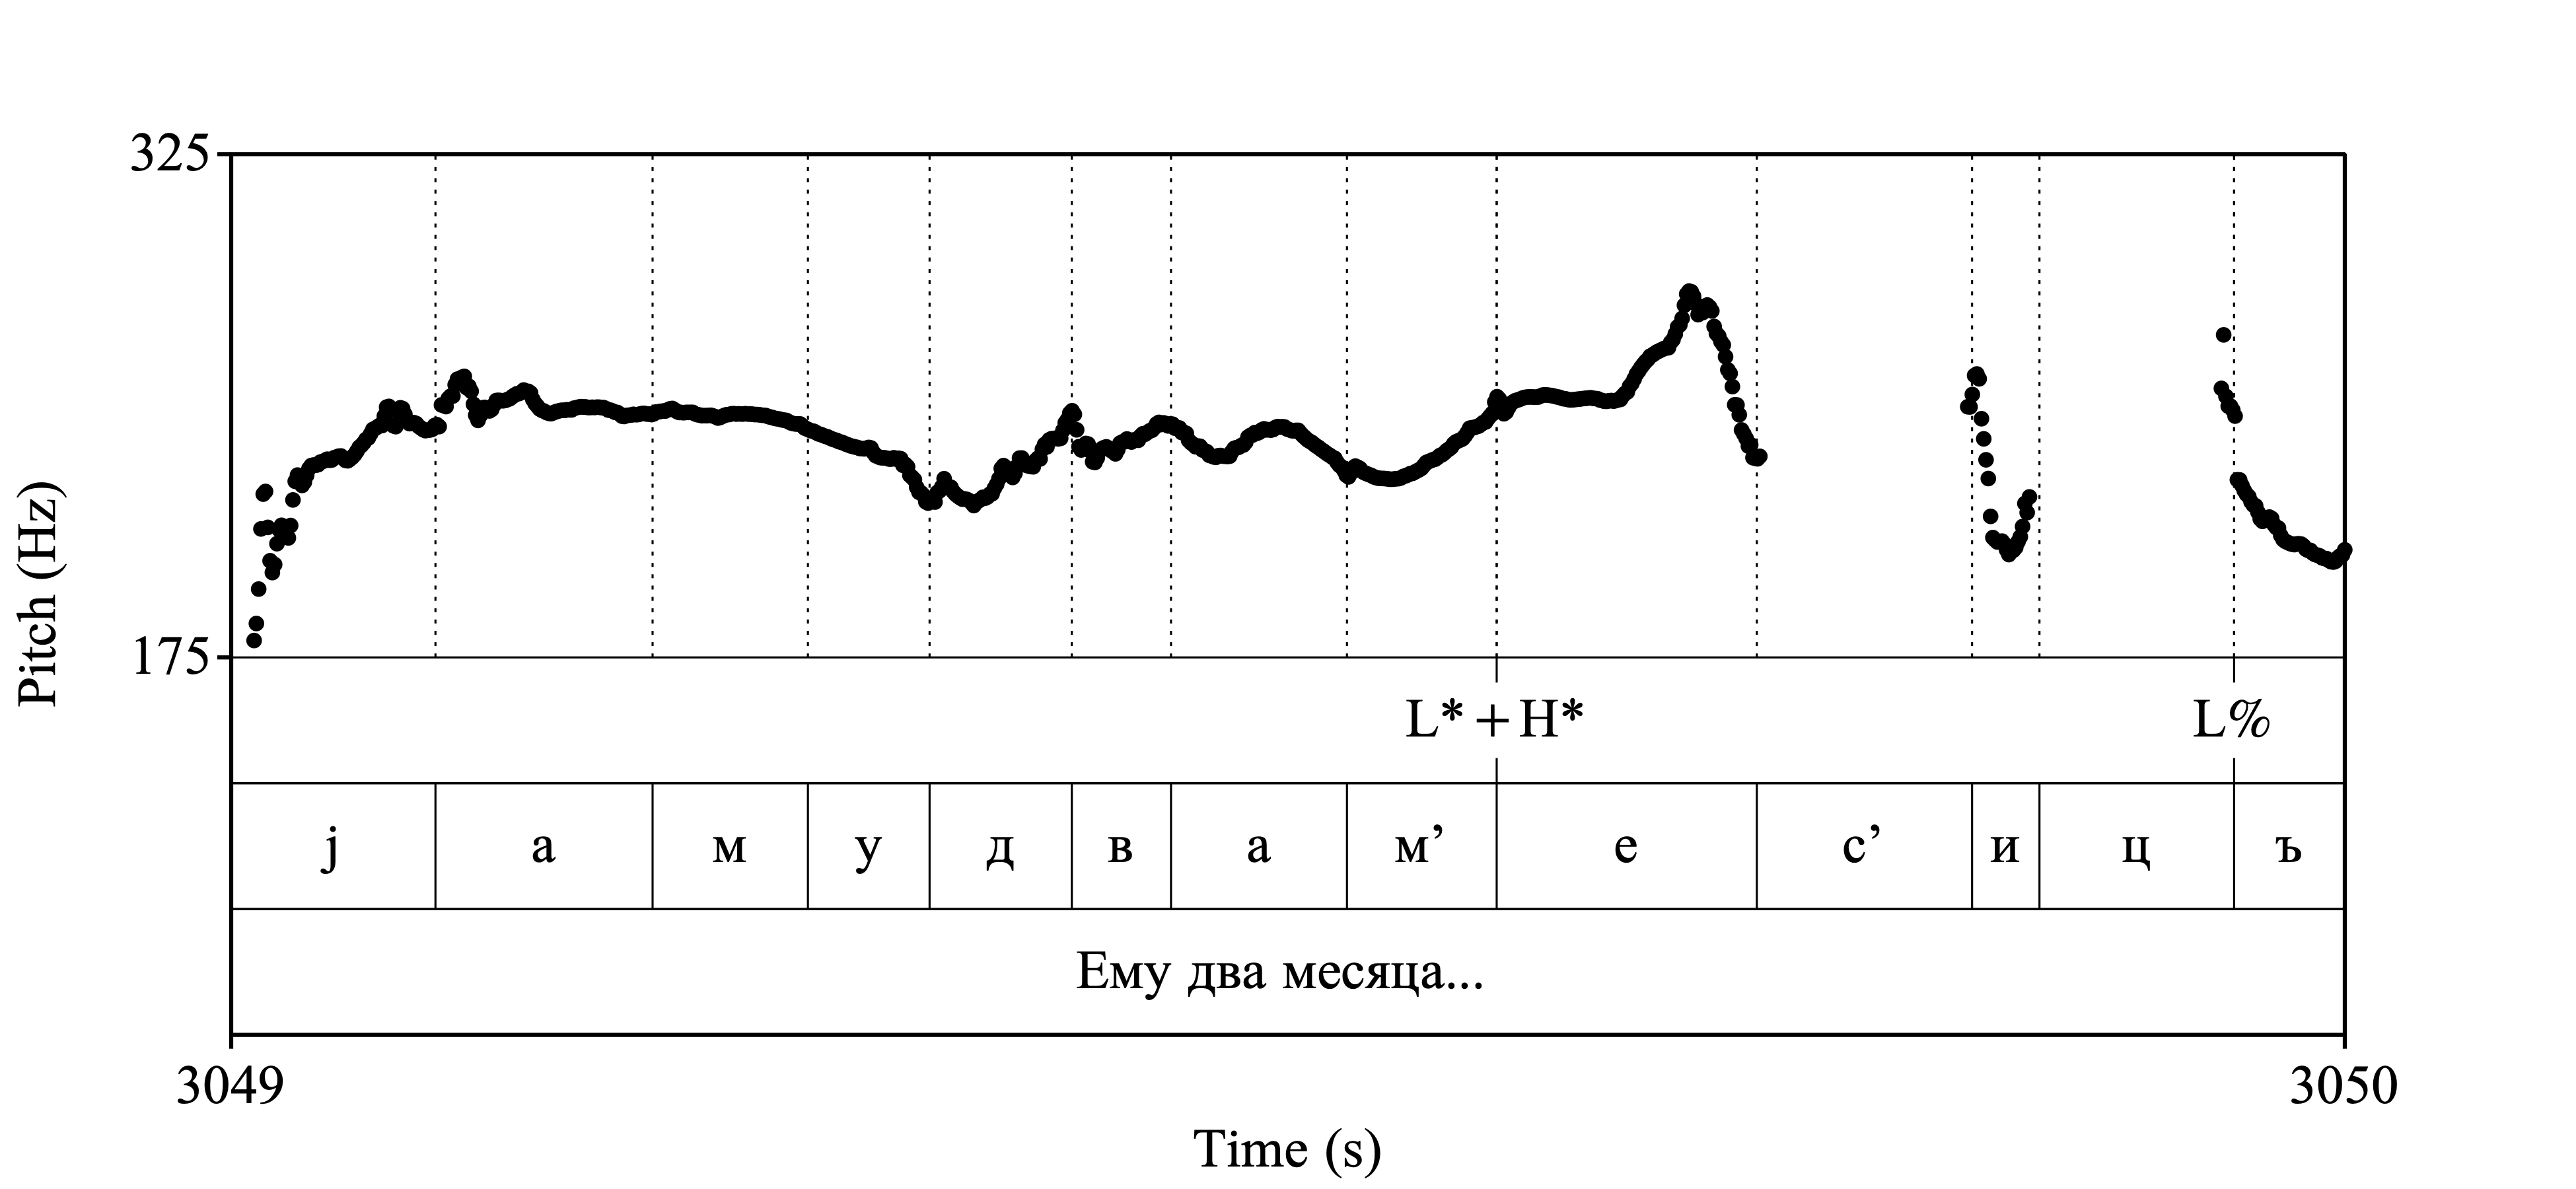 325
Pitch (Hz)
175
L*+H* L%
j а м у д в а м’ е с’ и ц ъ
Ему два месяца...
3049 3050
Time (s)